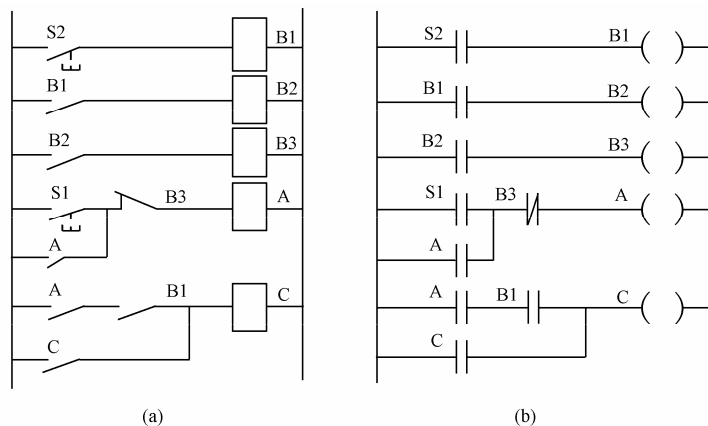 S2 B1
B1 B2
B2 B3
S1 B3 A
A
A B1 C
C
(a)
S2 B1
B1 B2
B2 B3
S1 B3 A
A
A B1 C
C
(b)